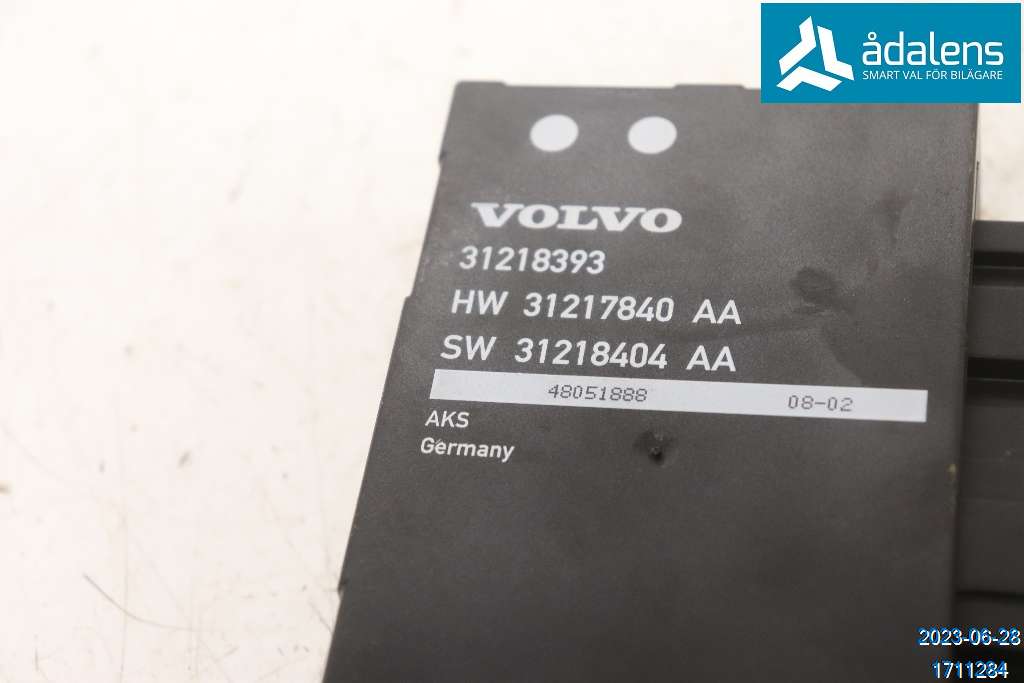 ådalens
SMART VAL FÖR BILÄGARE
VOLVO
31218393
HW 31217840 AA
SW 31218404 AA
48051888 08-02
AKS
Germany
2023-06-28
1711284